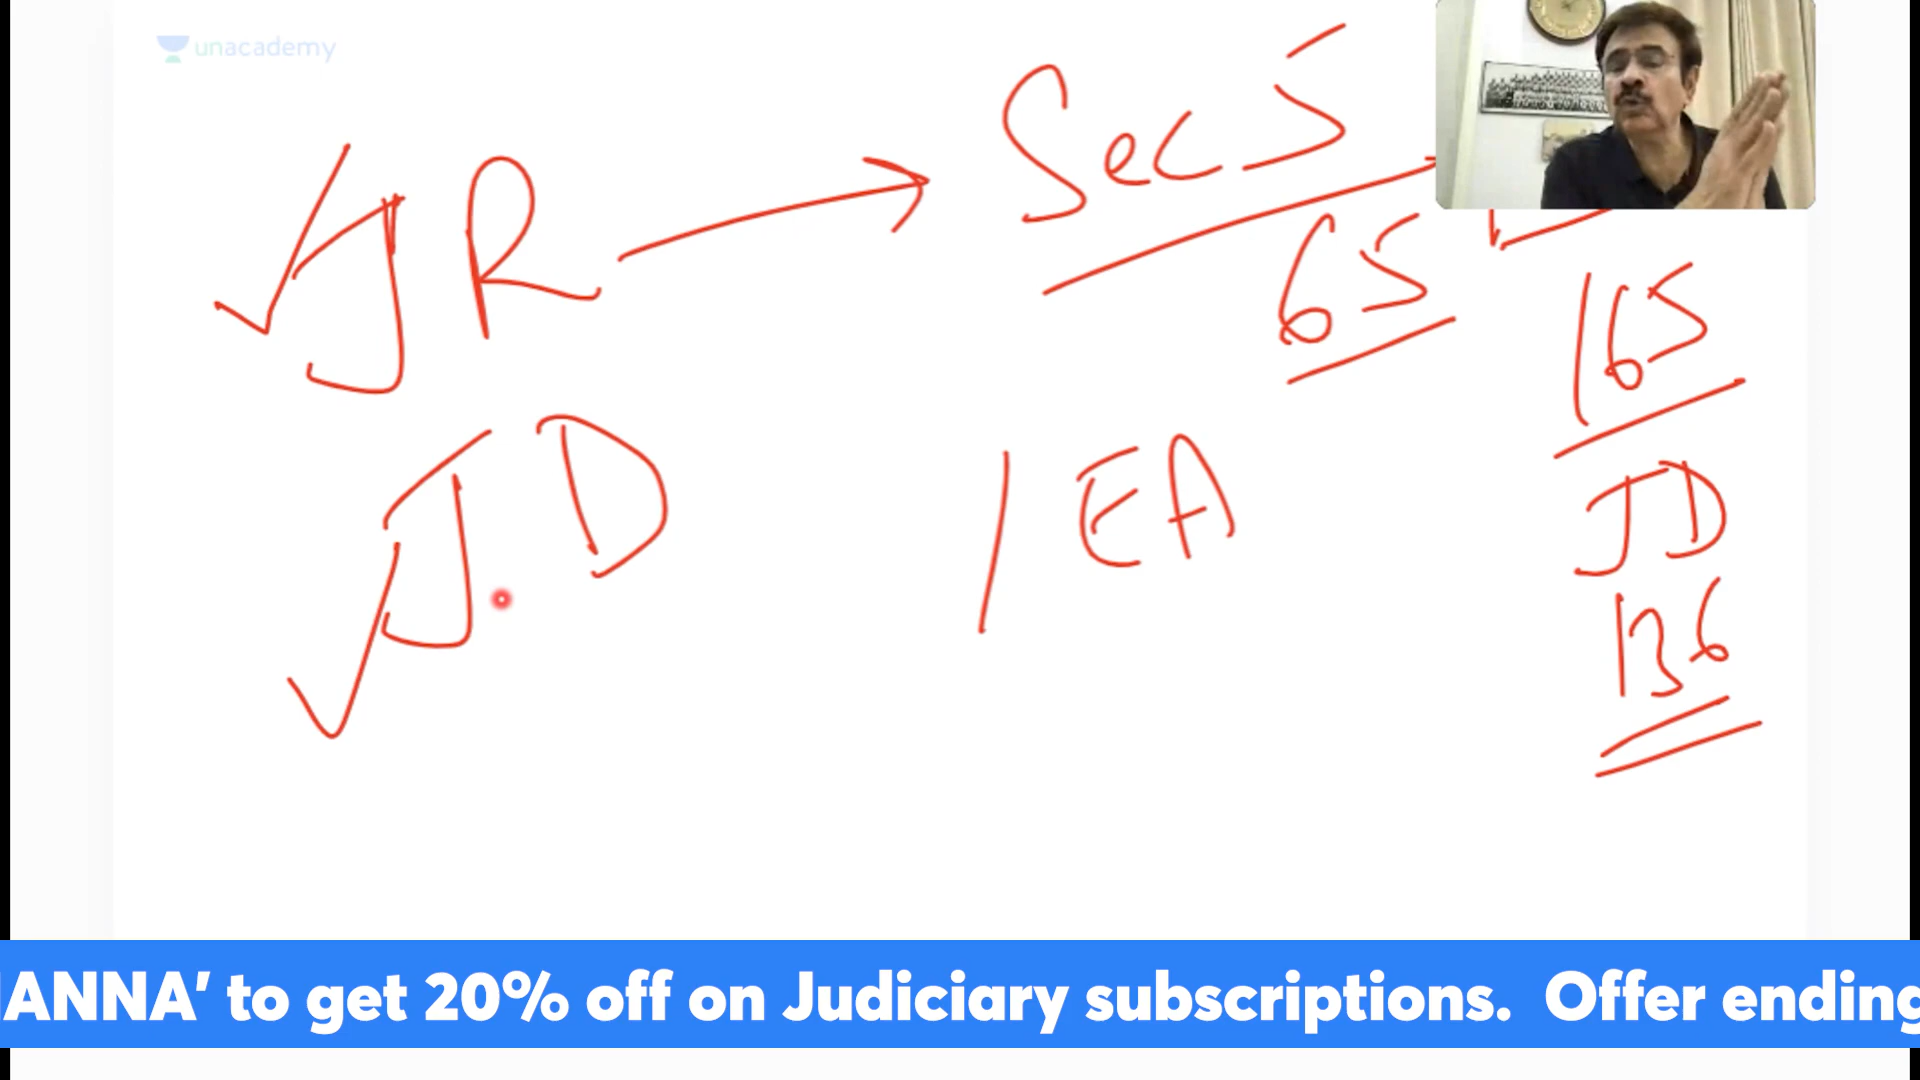 unacademy
JR → Sec 5
65
165
JD
IEA
JD
136
ANNA’ to get 20% off on Judiciary subscriptions. Offer ending